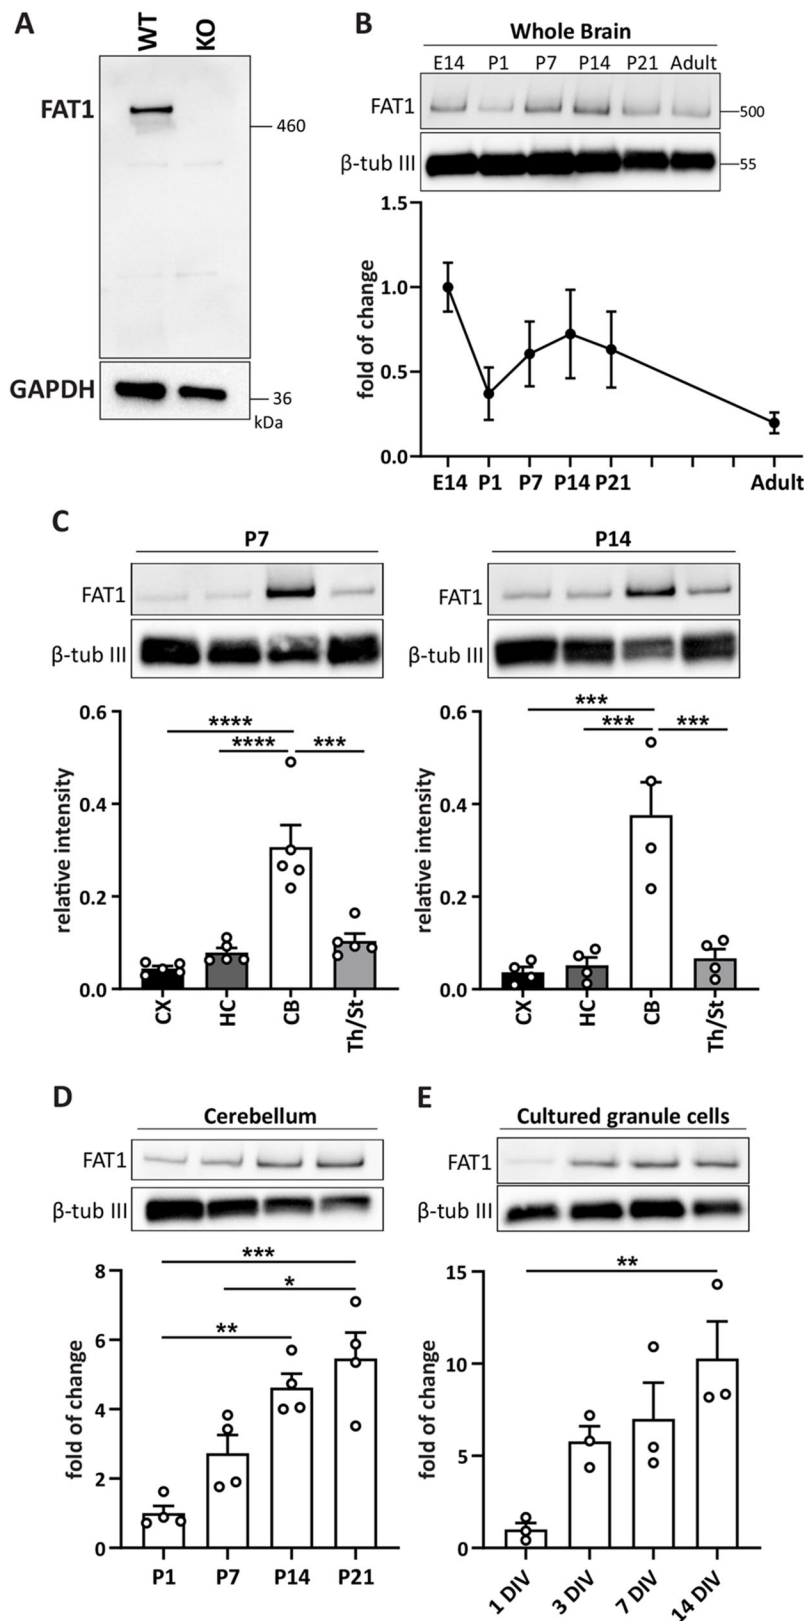 A
WT KO
FAT1
460
GAPDH
36
kDa
B
Whole Brain
E14 P1 P7 P14 P21 Adult
FAT1
500
β-tub III
55
fold of change
1.5
1.0
0.5
0.0
E14 P1 P7 P14 P21 Adult
C
P7
FAT1
β-tub III
relative intensity
0.6
0.4
0.2
0.0
****
**** ***
CX HC CB Th/St
P14
FAT1
β-tub III
relative intensity
0.6
0.4
0.2
0.0
***
*** ***
CX HC CB Th/St
D
Cerebellum
FAT1
β-tub III
fold of change
8
6
4
2
0
***
*
**
P1 P7 P14 P21
E
Cultured granule cells
FAT1
β-tub III
fold of change
15
10
5
0
**
1 DIV 3 DIV 7 DIV 14 DIV